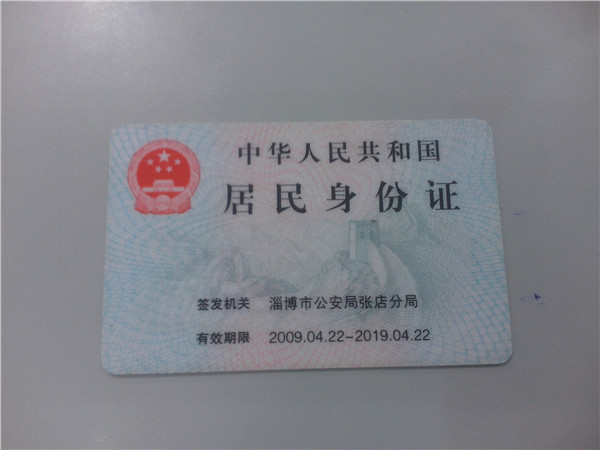 中华人民共和国
居民身份证
签发机关 淄博市公安局张店分局
有效期限 2009.04.22-2019.04.22